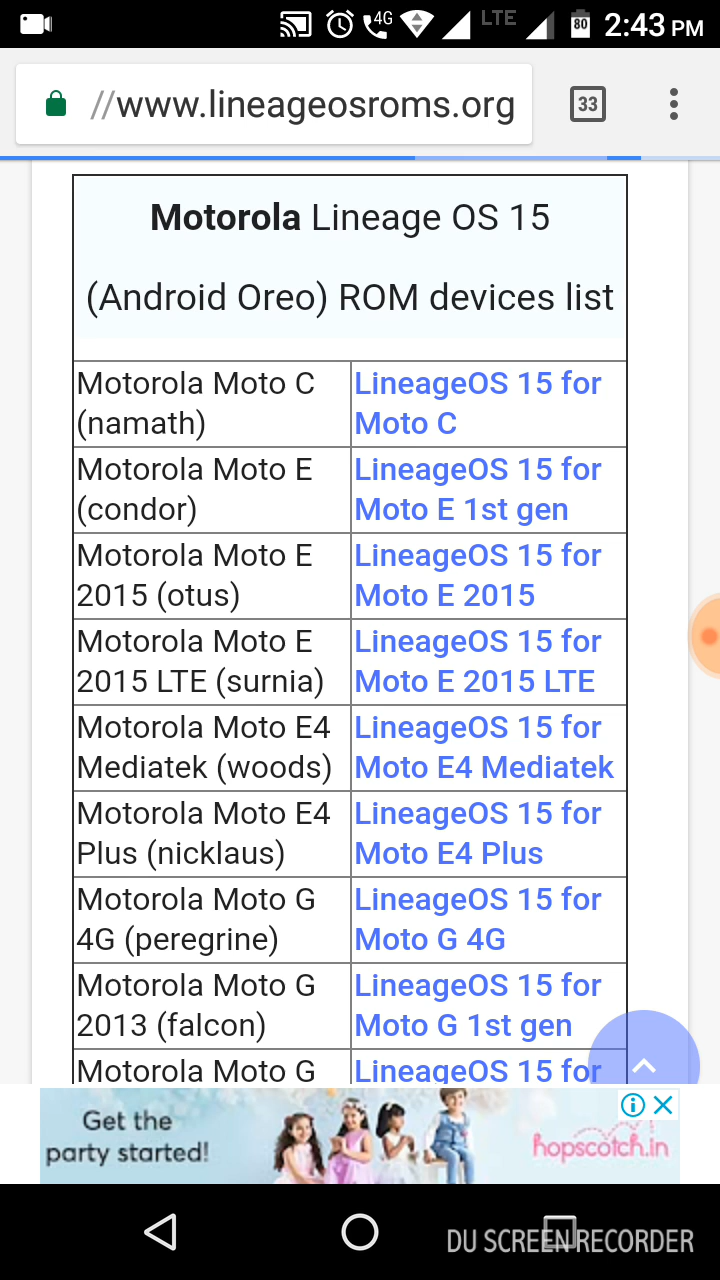 4G LTE 80 2:43 PM
//www.lineageosroms.org 33
Motorola Lineage OS 15
(Android Oreo) ROM devices list
Motorola Moto C
(namath)
LineageOS 15 for
Moto C
Motorola Moto E
(condor)
LineageOS 15 for
Moto E 1st gen
Motorola Moto E
2015 (otus)
LineageOS 15 for
Moto E 2015
Motorola Moto E
2015 LTE (surnia)
LineageOS 15 for
Moto E 2015 LTE
Motorola Moto E4
Mediatek (woods)
LineageOS 15 for
Moto E4 Mediatek
Motorola Moto E4
Plus (nicklaus)
LineageOS 15 for
Moto E4 Plus
Motorola Moto G
4G (peregrine)
LineageOS 15 for
Moto G 4G
Motorola Moto G
2013 (falcon)
LineageOS 15 for
Moto G 1st gen
Motorola Moto G
LineageOS 15 for
Get the
party started!
hopscotch.in
DU SCREEN RECORDER